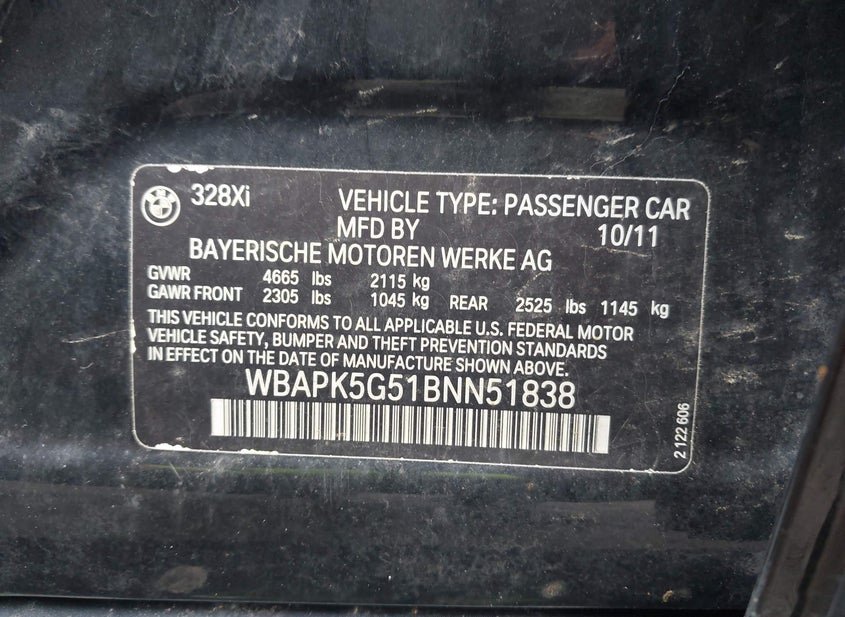 328Xi VEHICLE TYPE: PASSENGER CAR
MFD BY 10/11
BAYERISCHE MOTOREN WERKE AG
GVWR 4665 lbs 2115 kg
GAWR FRONT 2305 lbs 1045 kg REAR 2525 lbs 1145 kg
THIS VEHICLE CONFORMS TO ALL APPLICABLE U.S. FEDERAL MOTOR
VEHICLE SAFETY, BUMPER AND THEFT PREVENTION STANDARDS
IN EFFECT ON THE DATE OF MANUFACTURE SHOWN ABOVE.
WBAPK5G51BNN51838
2 122 606